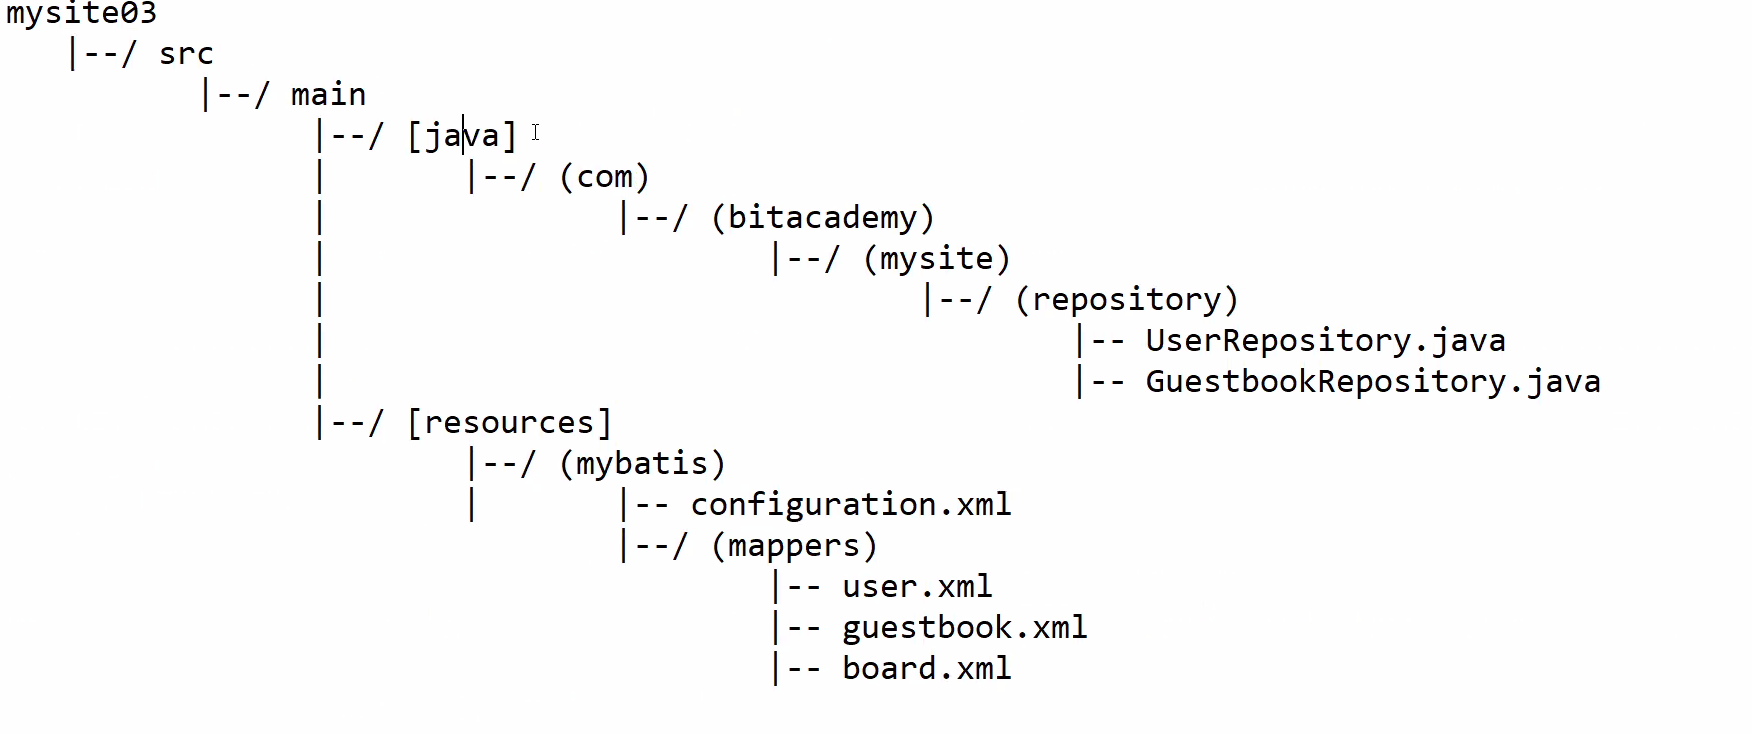 mysite03
|--/ src
|--/ main
|--/ [java]
| |--/ (com)
| |--/ (bitacademy)
| |--/ (mysite)
| |--/ (repository)
| |-- UserRepository.java
| |-- GuestbookRepository.java
|--/ [resources]
|--/ (mybatis)
| |-- configuration.xml
|--/ (mappers)
|-- user.xml
|-- guestbook.xml
|-- board.xml